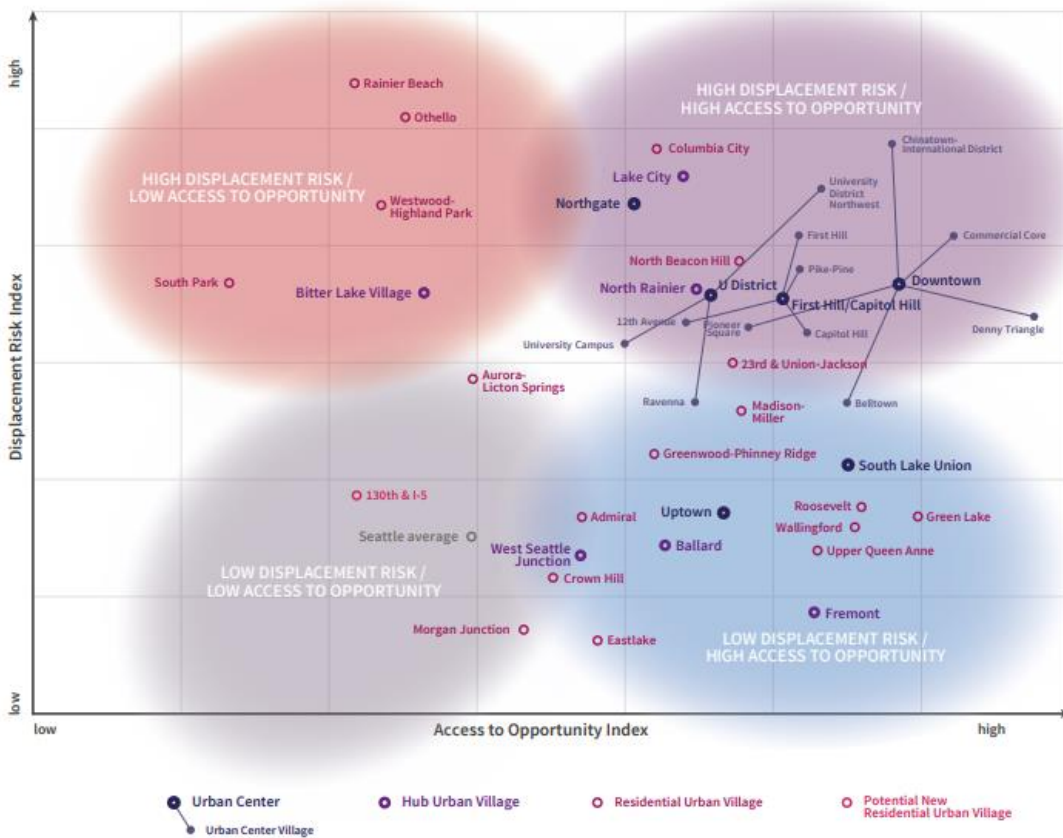 high
Rainier Beach
Othello
HIGH DISPLACEMENT RISK /
LOW ACCESS TO OPPORTUNITY
Westwood-
Highland Park
South Park
Bitter Lake Village
HIGH DISPLACEMENT RISK /
HIGH ACCESS TO OPPORTUNITY
Columbia City
Lake City
Northgate
Chinatown-
International District
University
District
Northwest
First Hill
Commercial Core
North Beacon Hill
Pike-Pine
North Rainier
U District
Downtown
First Hill/Capitol Hill
12th Avenue
Pioneer
Square
Capitol Hill
Denny Triangle
University Campus
23rd & Union-Jackson
Aurora-
Licton Springs
Ravenna
Madison-
Miller
Belltown
Greenwood-Phinney Ridge
South Lake Union
130th & I-5
Seattle average
Admiral
Uptown
Roosevelt
Green Lake
Wallingford
West Seattle
Junction
Ballard
Upper Queen Anne
Crown Hill
LOW DISPLACEMENT RISK /
LOW ACCESS TO OPPORTUNITY
Morgan Junction
Eastlake
Fremont
LOW DISPLACEMENT RISK /
HIGH ACCESS TO OPPORTUNITY
Displacement Risk Index
low
low
Access to Opportunity Index
high
Urban Center
Urban Center Village
Hub Urban Village
Residential Urban Village
Potential New
Residential Urban Village